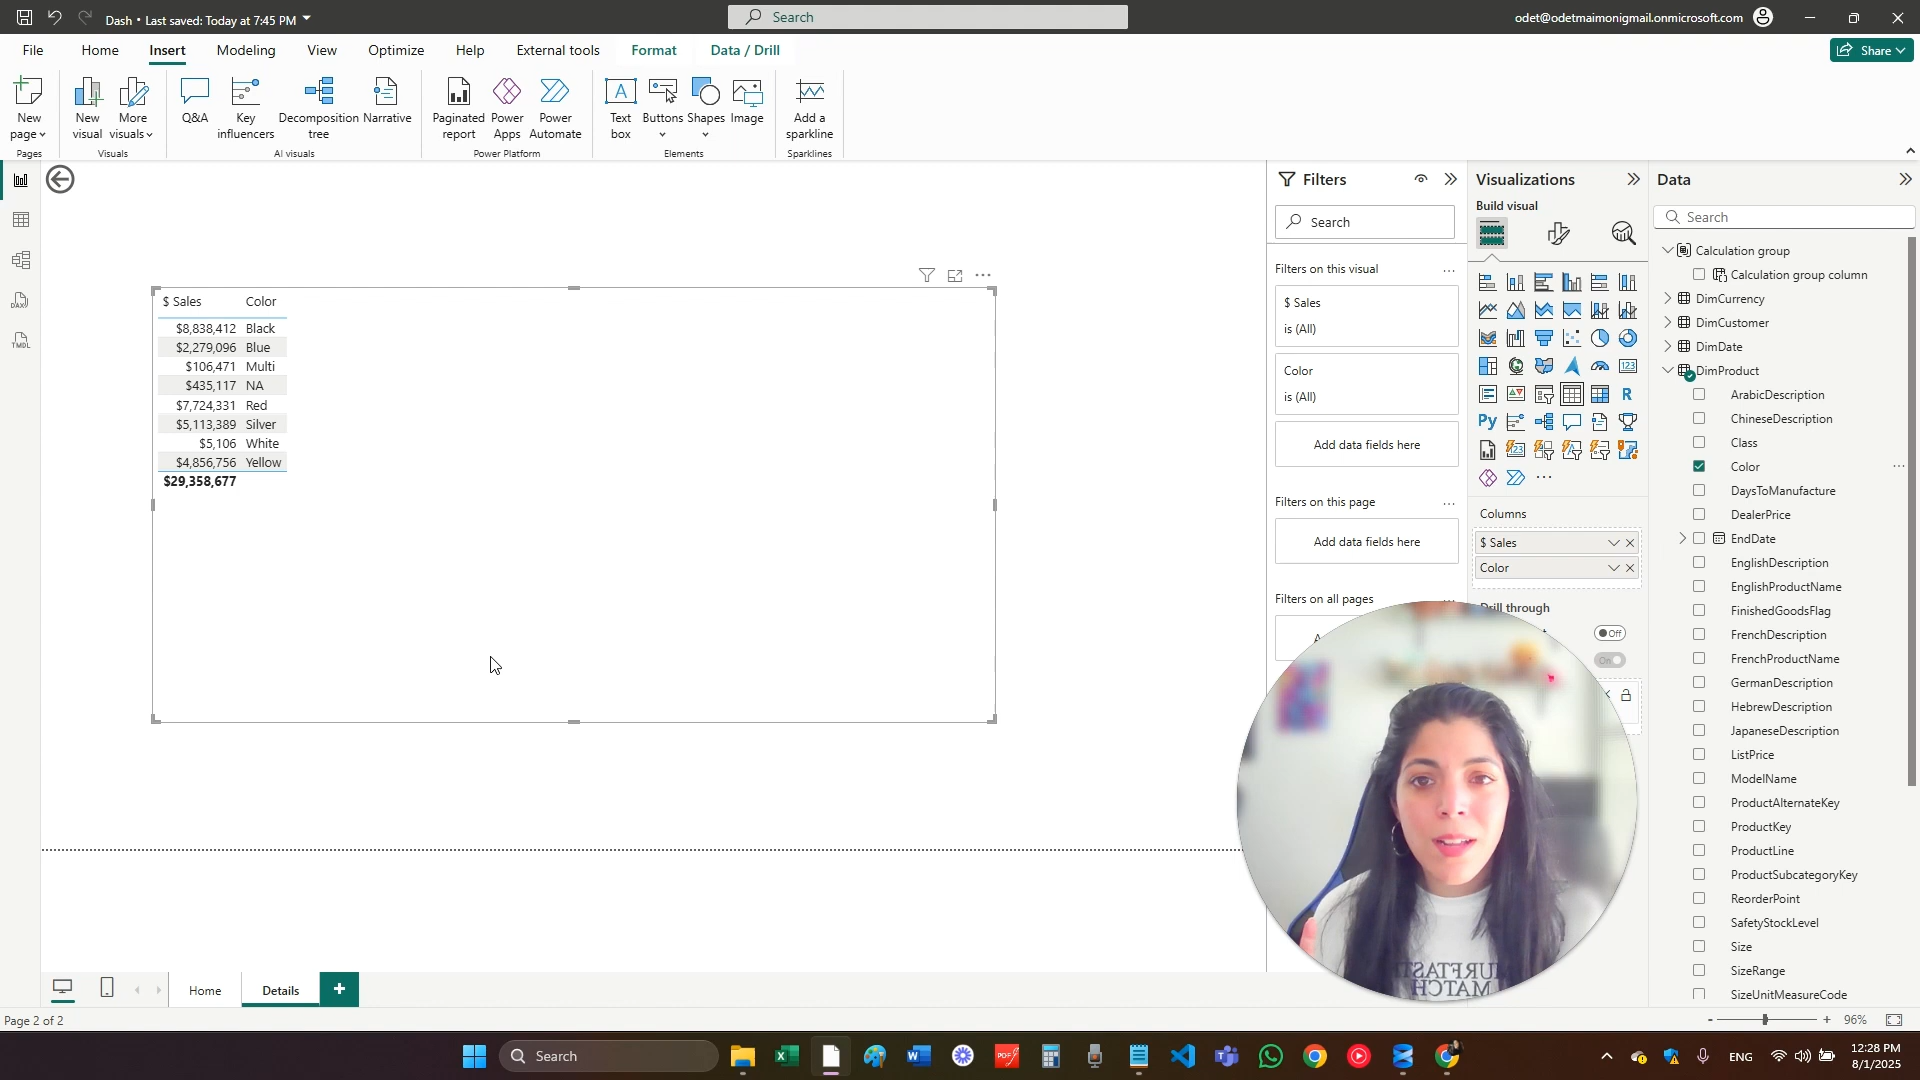 Dash • Last saved: Today at 7:45 PM
Search
odet@odetmaimonigmail.onmicrosoft.com
File Home Insert Modeling View Optimize Help External tools Format Data / Drill
Share
New page
New visual
More visuals
Q&A
Key influencers
Decomposition tree
Narrative
Paginated report
Power Apps
Power Automate
Text box
Buttons
Shapes
Image
Add a sparkline
Pages
Visuals
AI visuals
Power Platform
Elements
Sparklines
DAX
TMDL
$ Sales Color
$8,838,412 Black
$2,279,096 Blue
$106,471 Multi
$435,117 NA
$7,724,331 Red
$5,113,389 Silver
$5,106 White
$4,856,756 Yellow
$29,358,677
Filters
Search
Filters on this visual
$ Sales
is (All)
Color
is (All)
Add data fields here
Filters on this page
Add data fields here
Filters on all pages
Visualizations
Build visual
123
R
Py
123
Columns
$ Sales
Color
Drill through
Off
On
Data
Search
Calculation group
Calculation group column
DimCurrency
DimCustomer
DimDate
DimProduct
ArabicDescription
ChineseDescription
Class
Color
DaysToManufacture
DealerPrice
EndDate
EnglishDescription
EnglishProductName
FinishedGoodsFlag
FrenchDescription
FrenchProductName
GermanDescription
HebrewDescription
JapaneseDescription
ListPrice
ModelName
ProductAlternateKey
ProductKey
ProductLine
ProductSubcategoryKey
ReorderPoint
SafetyStockLevel
Size
SizeRange
SizeUnitMeasureCode
MATCH
Home
Details
Page 2 of 2
96%
Search
ENG
12:28 PM
8/1/2025